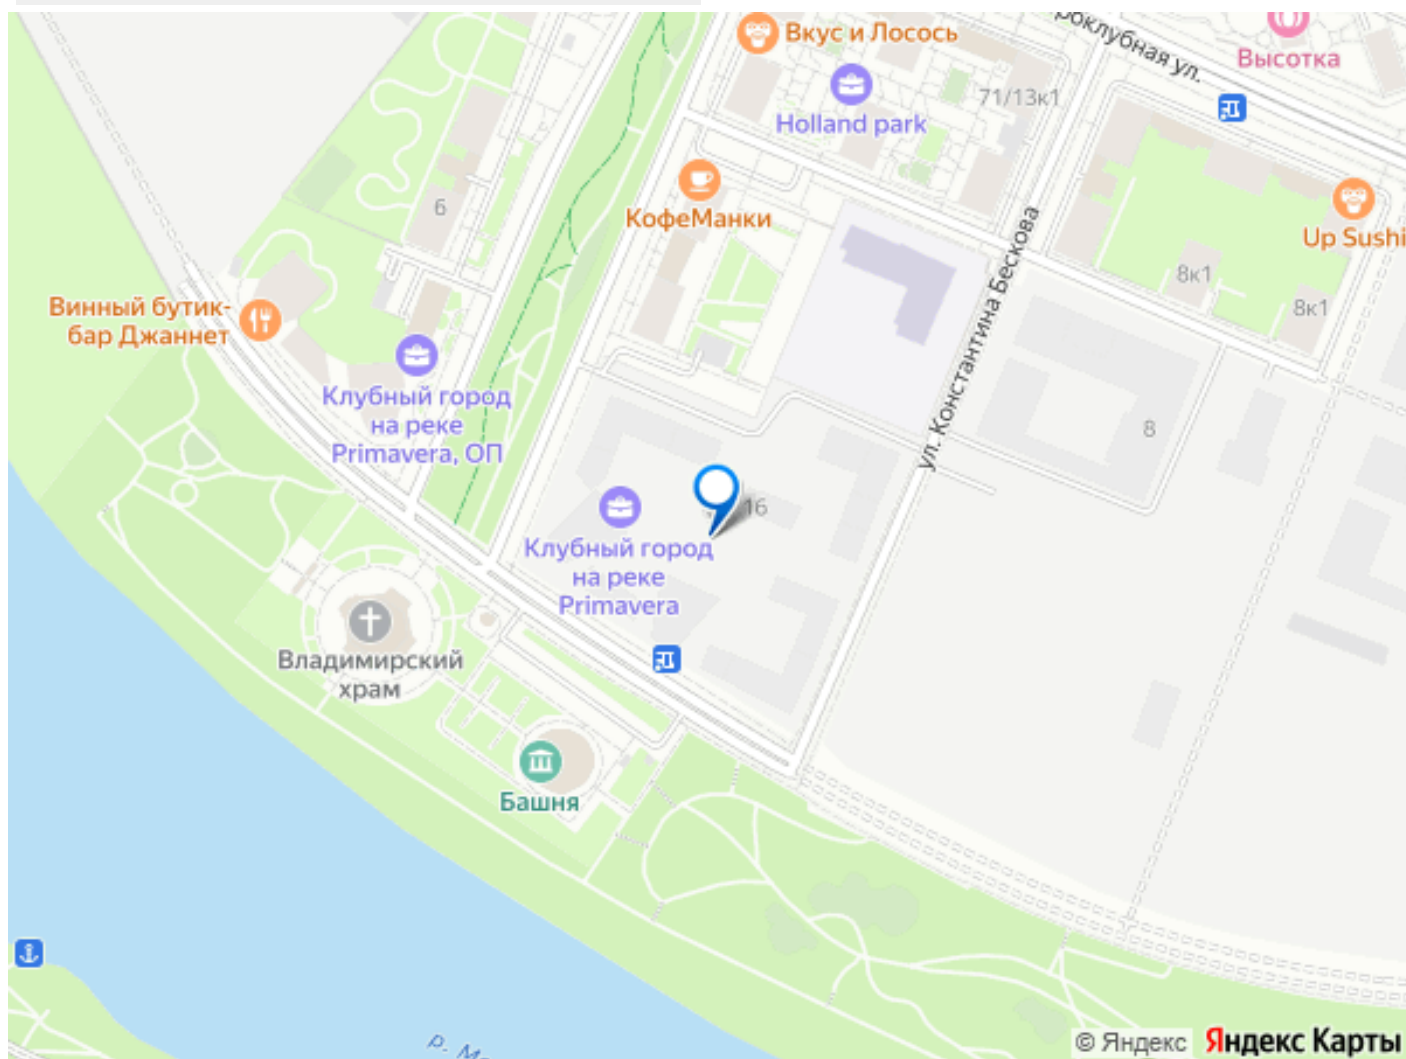 Вкус и Лосось
Высотка
Holland park
71/13к1
КофеМанки
6
Up Sushi
8к1
8к1
ул. Константина Бескова
Винный бутик-
бар Джаннет
Клубный город
на реке
Primavera, ОП
8
16
Клубный город
на реке
Primavera
Владимирский
храм
Башня
© Яндекс
Яндекс Карты